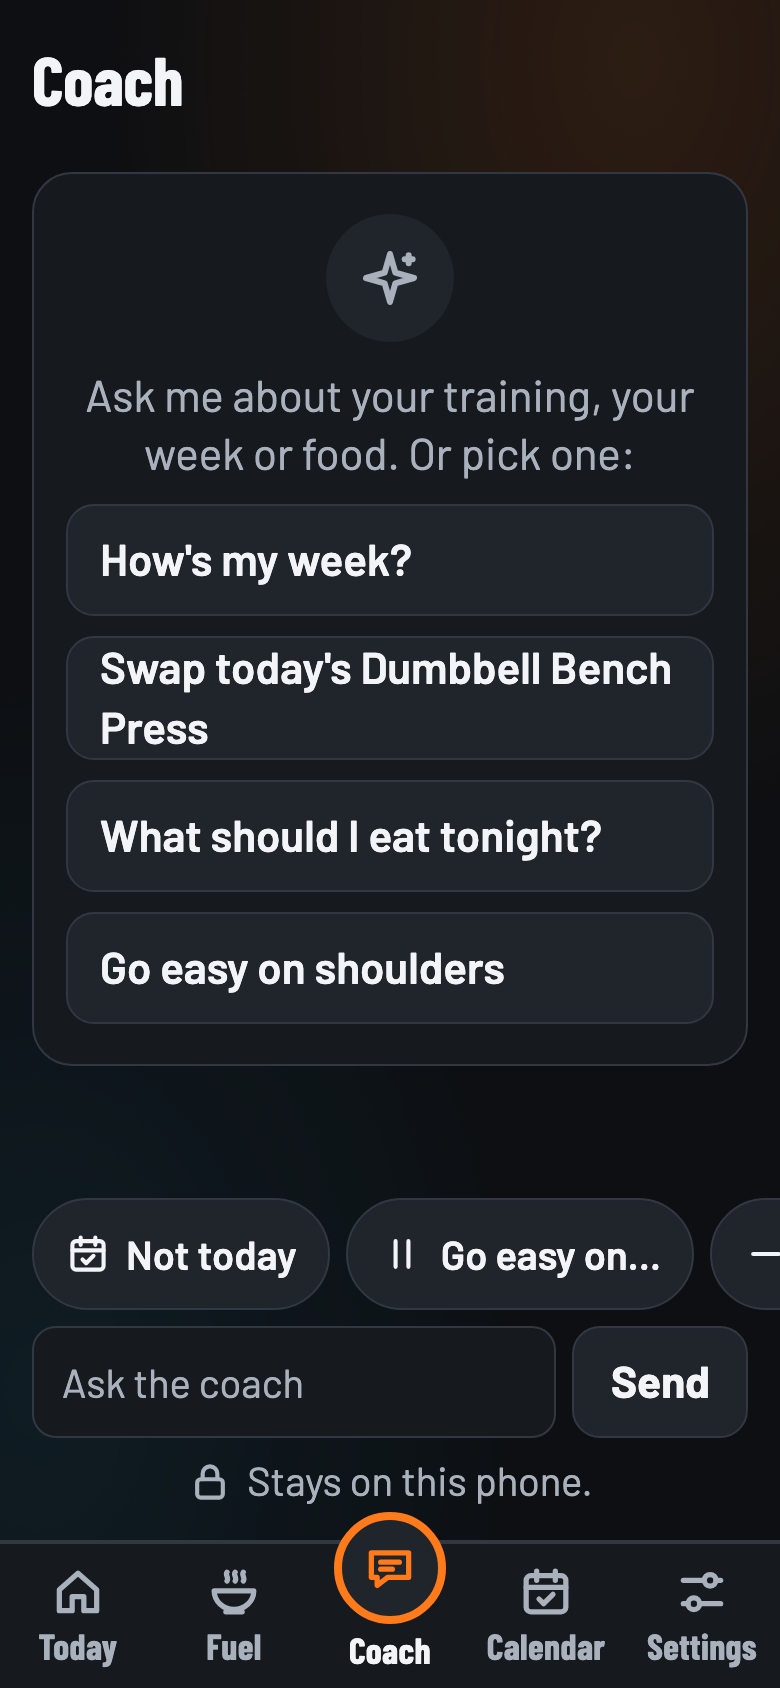 Coach
Ask me about your training, your
week or food. Or pick one:
How's my week?
Swap today's Dumbbell Bench
Press
What should I eat tonight?
Go easy on shoulders
Not today
Go easy on...
Ask the coach
Send
Stays on this phone.
Today
Fuel
Coach
Calendar
Settings